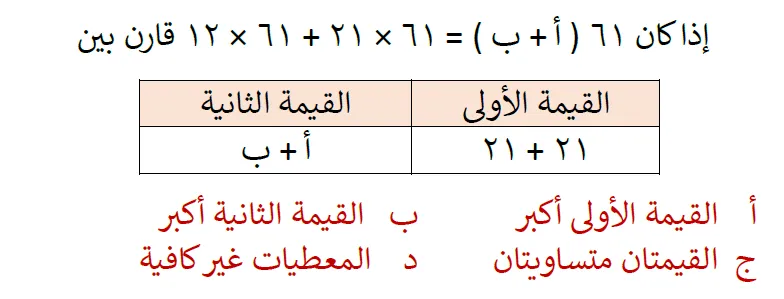 إذا كان ٦١ ( أ + ب ) = ٦١ × ٢١ + ٦١ × ١٢ قارن بين
القيمة الأولى القيمة الثانية
٢١ + ٢١ أ + ب
أ القيمة الأولى أكبر ب القيمة الثانية أكبر
ج القيمتان متساويتان د المعطيات غير كافية